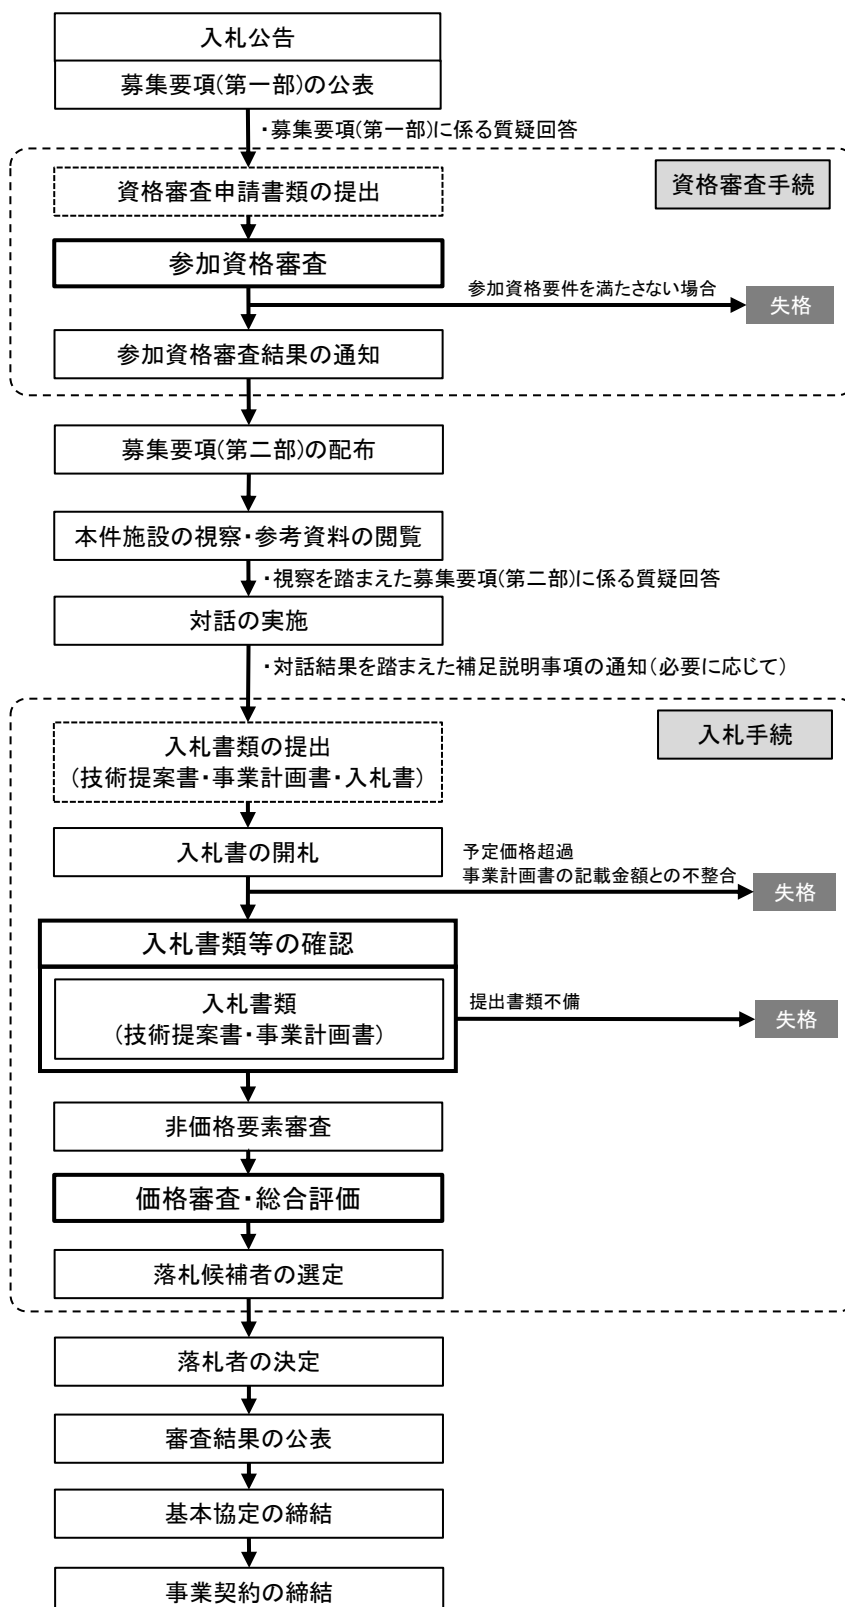 入札公告
募集要項(第一部)の公表
・募集要項(第一部)に係る質疑回答
資格審査手続
資格審査申請書類の提出
参加資格審査
参加資格要件を満たさない場合
失格
参加資格審査結果の通知
募集要項(第二部)の配布
本件施設の視察・参考資料の閲覧
・視察を踏まえた募集要項(第二部)に係る質疑回答
対話の実施
・対話結果を踏まえた補足説明事項の通知(必要に応じて)
入札手続
入札書類の提出
(技術提案書・事業計画書・入札書)
入札書の開札
予定価格超過
事業計画書の記載金額との不整合
失格
入札書類等の確認
入札書類
(技術提案書・事業計画書)
提出書類不備
失格
非価格要素審査
価格審査・総合評価
落札候補者の選定
落札者の決定
審査結果の公表
基本協定の締結
事業契約の締結